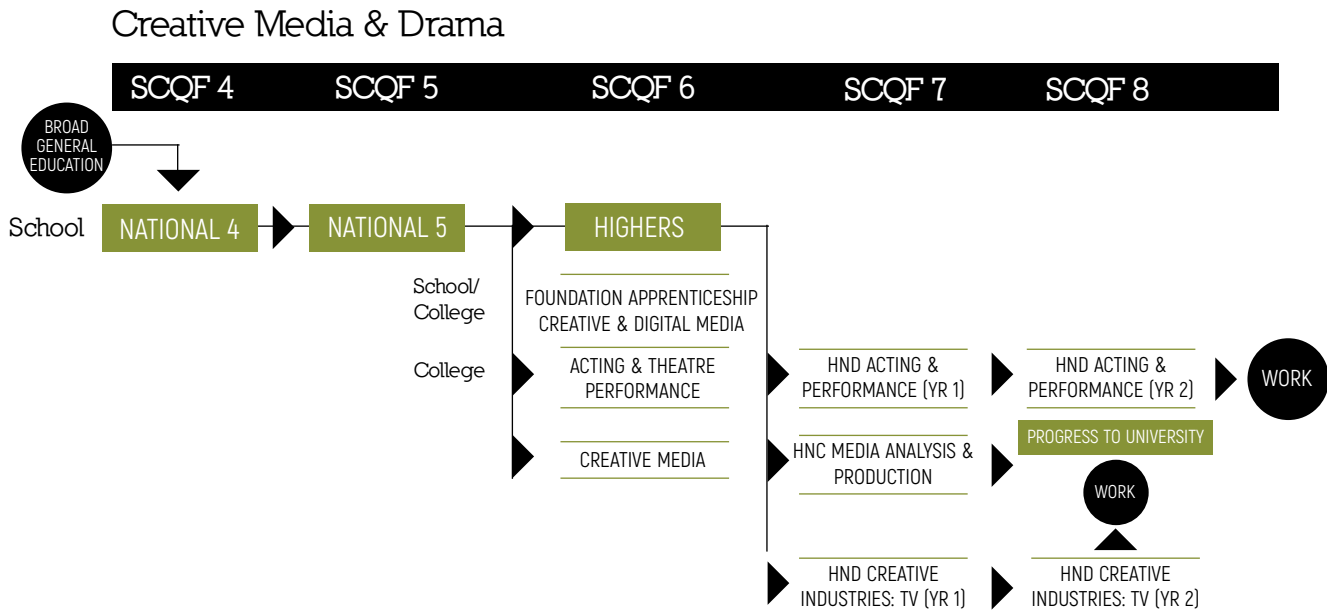 Creative Media & Drama
SCQF 4
SCQF 5
SCQF 6
SCQF 7
SCQF 8
BROAD
GENERAL
EDUCATION
School
NATIONAL 4
NATIONAL 5
HIGHERS
School/
College
FOUNDATION APPRENTICESHIP
CREATIVE & DIGITAL MEDIA
College
ACTING & THEATRE
PERFORMANCE
HND ACTING &
PERFORMANCE (YR 1)
HND ACTING &
PERFORMANCE (YR 2)
WORK
CREATIVE MEDIA
HNC MEDIA ANALYSIS &
PRODUCTION
PROGRESS TO UNIVERSITY
WORK
HND CREATIVE
INDUSTRIES: TV (YR 1)
HND CREATIVE
INDUSTRIES: TV (YR 2)